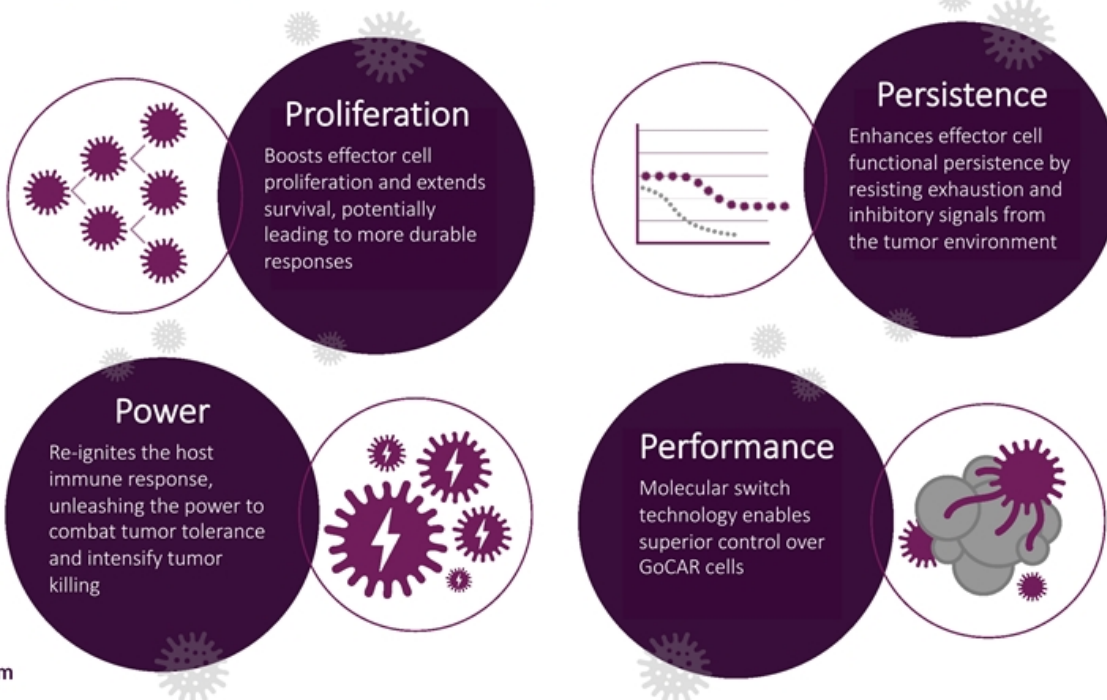 Proliferation
Boosts effector cell
proliferation and extends
survival, potentially
leading to more durable
responses
Persistence
Enhances effector cell
functional persistence by
resisting exhaustion and
inhibitory signals from
the tumor environment
Power
Re-ignites the host
immune response,
unleashing the power to
combat tumor tolerance
and intensify tumor
killing
Performance
Molecular switch
technology enables
superior control over
GoCAR cells
m